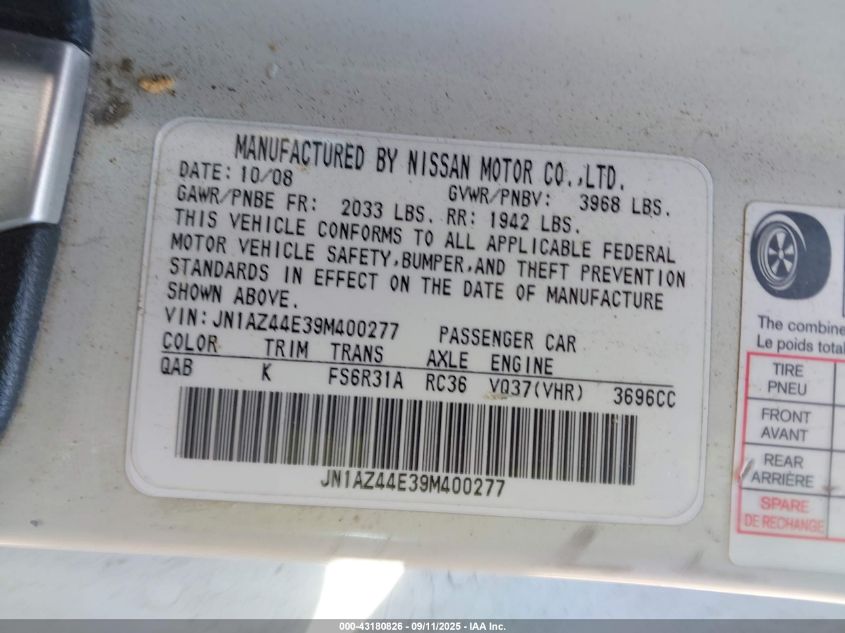 MANUFACTURED BY NISSAN MOTOR CO.,LTD.
DATE: 10/08
GVWR/PNBV: 3968 LBS.
GAWR/PNBE FR: 2033 LBS. RR: 1942 LBS.
THIS VEHICLE CONFORMS TO ALL APPLICABLE FEDERAL
MOTOR VEHICLE SAFETY,BUMPER,AND THEFT PREVENTION
STANDARDS IN EFFECT ON THE DATE OF MANUFACTURE
SHOWN ABOVE.
VIN:JN1AZ44E39M400277 PASSENGER CAR
COLOR TRIM TRANS AXLE ENGINE
QAB K FS6R31A RC36 VQ37(VHR) 3696CC
JN1AZ44E39M400277
The combine
Le poids total
TIRE
PNEU
FRONT
AVANT
REAR
ARRIÈRE
SPARE
DE RECHANGE
000-43180826 - 09/11/2025 - IAA Inc.